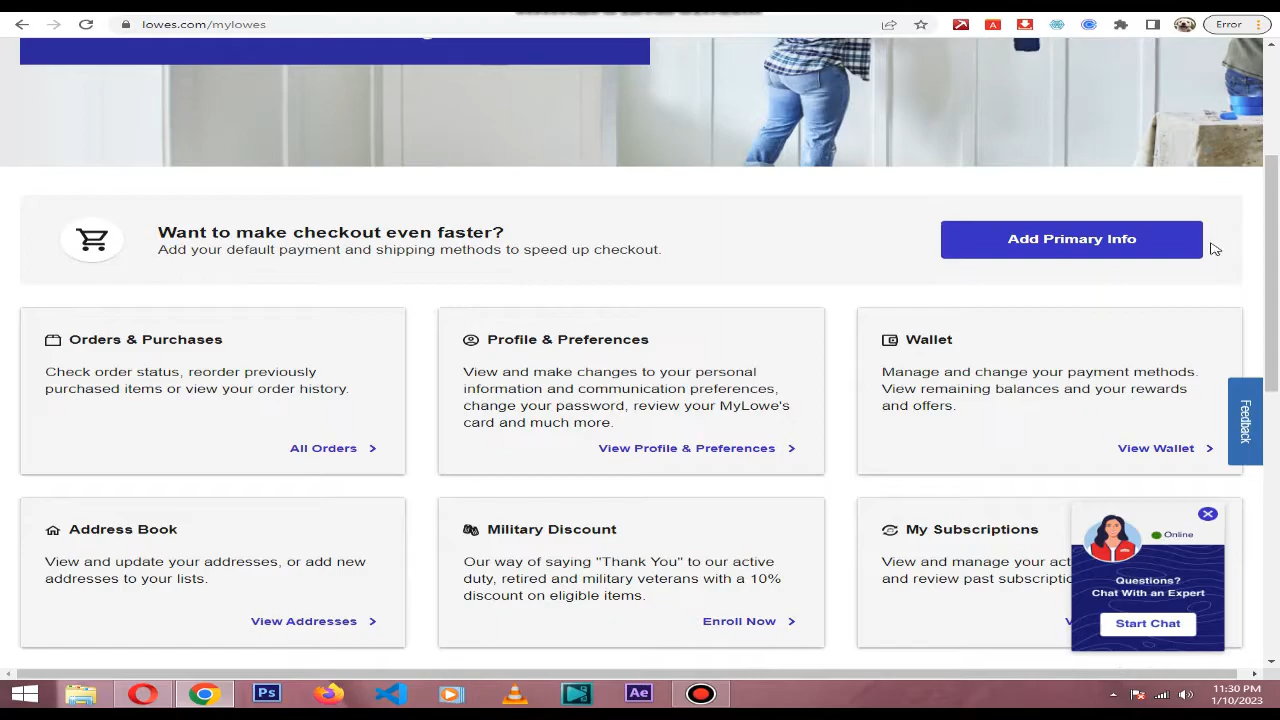 lowes.com/mylowes
Error
Want to make checkout even faster?
Add your default payment and shipping methods to speed up checkout.
Add Primary Info
Orders & Purchases
Check order status, reorder previously
purchased items or view your order history.
All Orders
Profile & Preferences
View and make changes to your personal
information and communication preferences,
change your password, review your MyLowe's
card and much more.
View Profile & Preferences
Wallet
Manage and change your payment methods.
View remaining balances and your rewards
and offers.
View Wallet
Feedback
Address Book
View and update your addresses, or add new
addresses to your lists.
View Addresses
Military Discount
Our way of saying "Thank You" to our active
duty, retired and military veterans with a 10%
discount on eligible items.
Enroll Now
My Subscriptions
View and manage your
and review past
Online
Questions?
Chat With an Expert
Start Chat
Ps
Ae
11:30 PM
1/10/2023